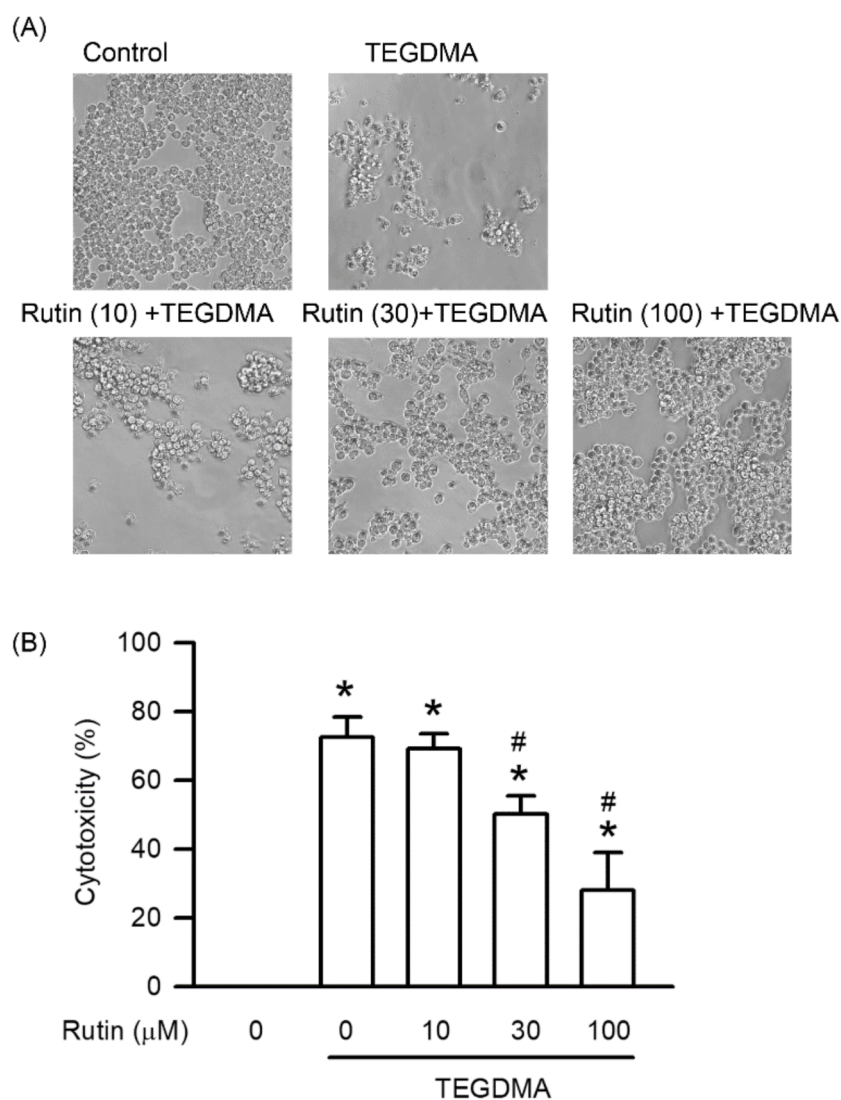 (A)
Control TEGDMA
Rutin (10) +TEGDMA Rutin (30)+TEGDMA Rutin (100) +TEGDMA
(B)
Cytotoxicity (%)
100
80
60
40
20
0
* * # * # *
Rutin (μM) 0 0 10 30 100
TEGDMA